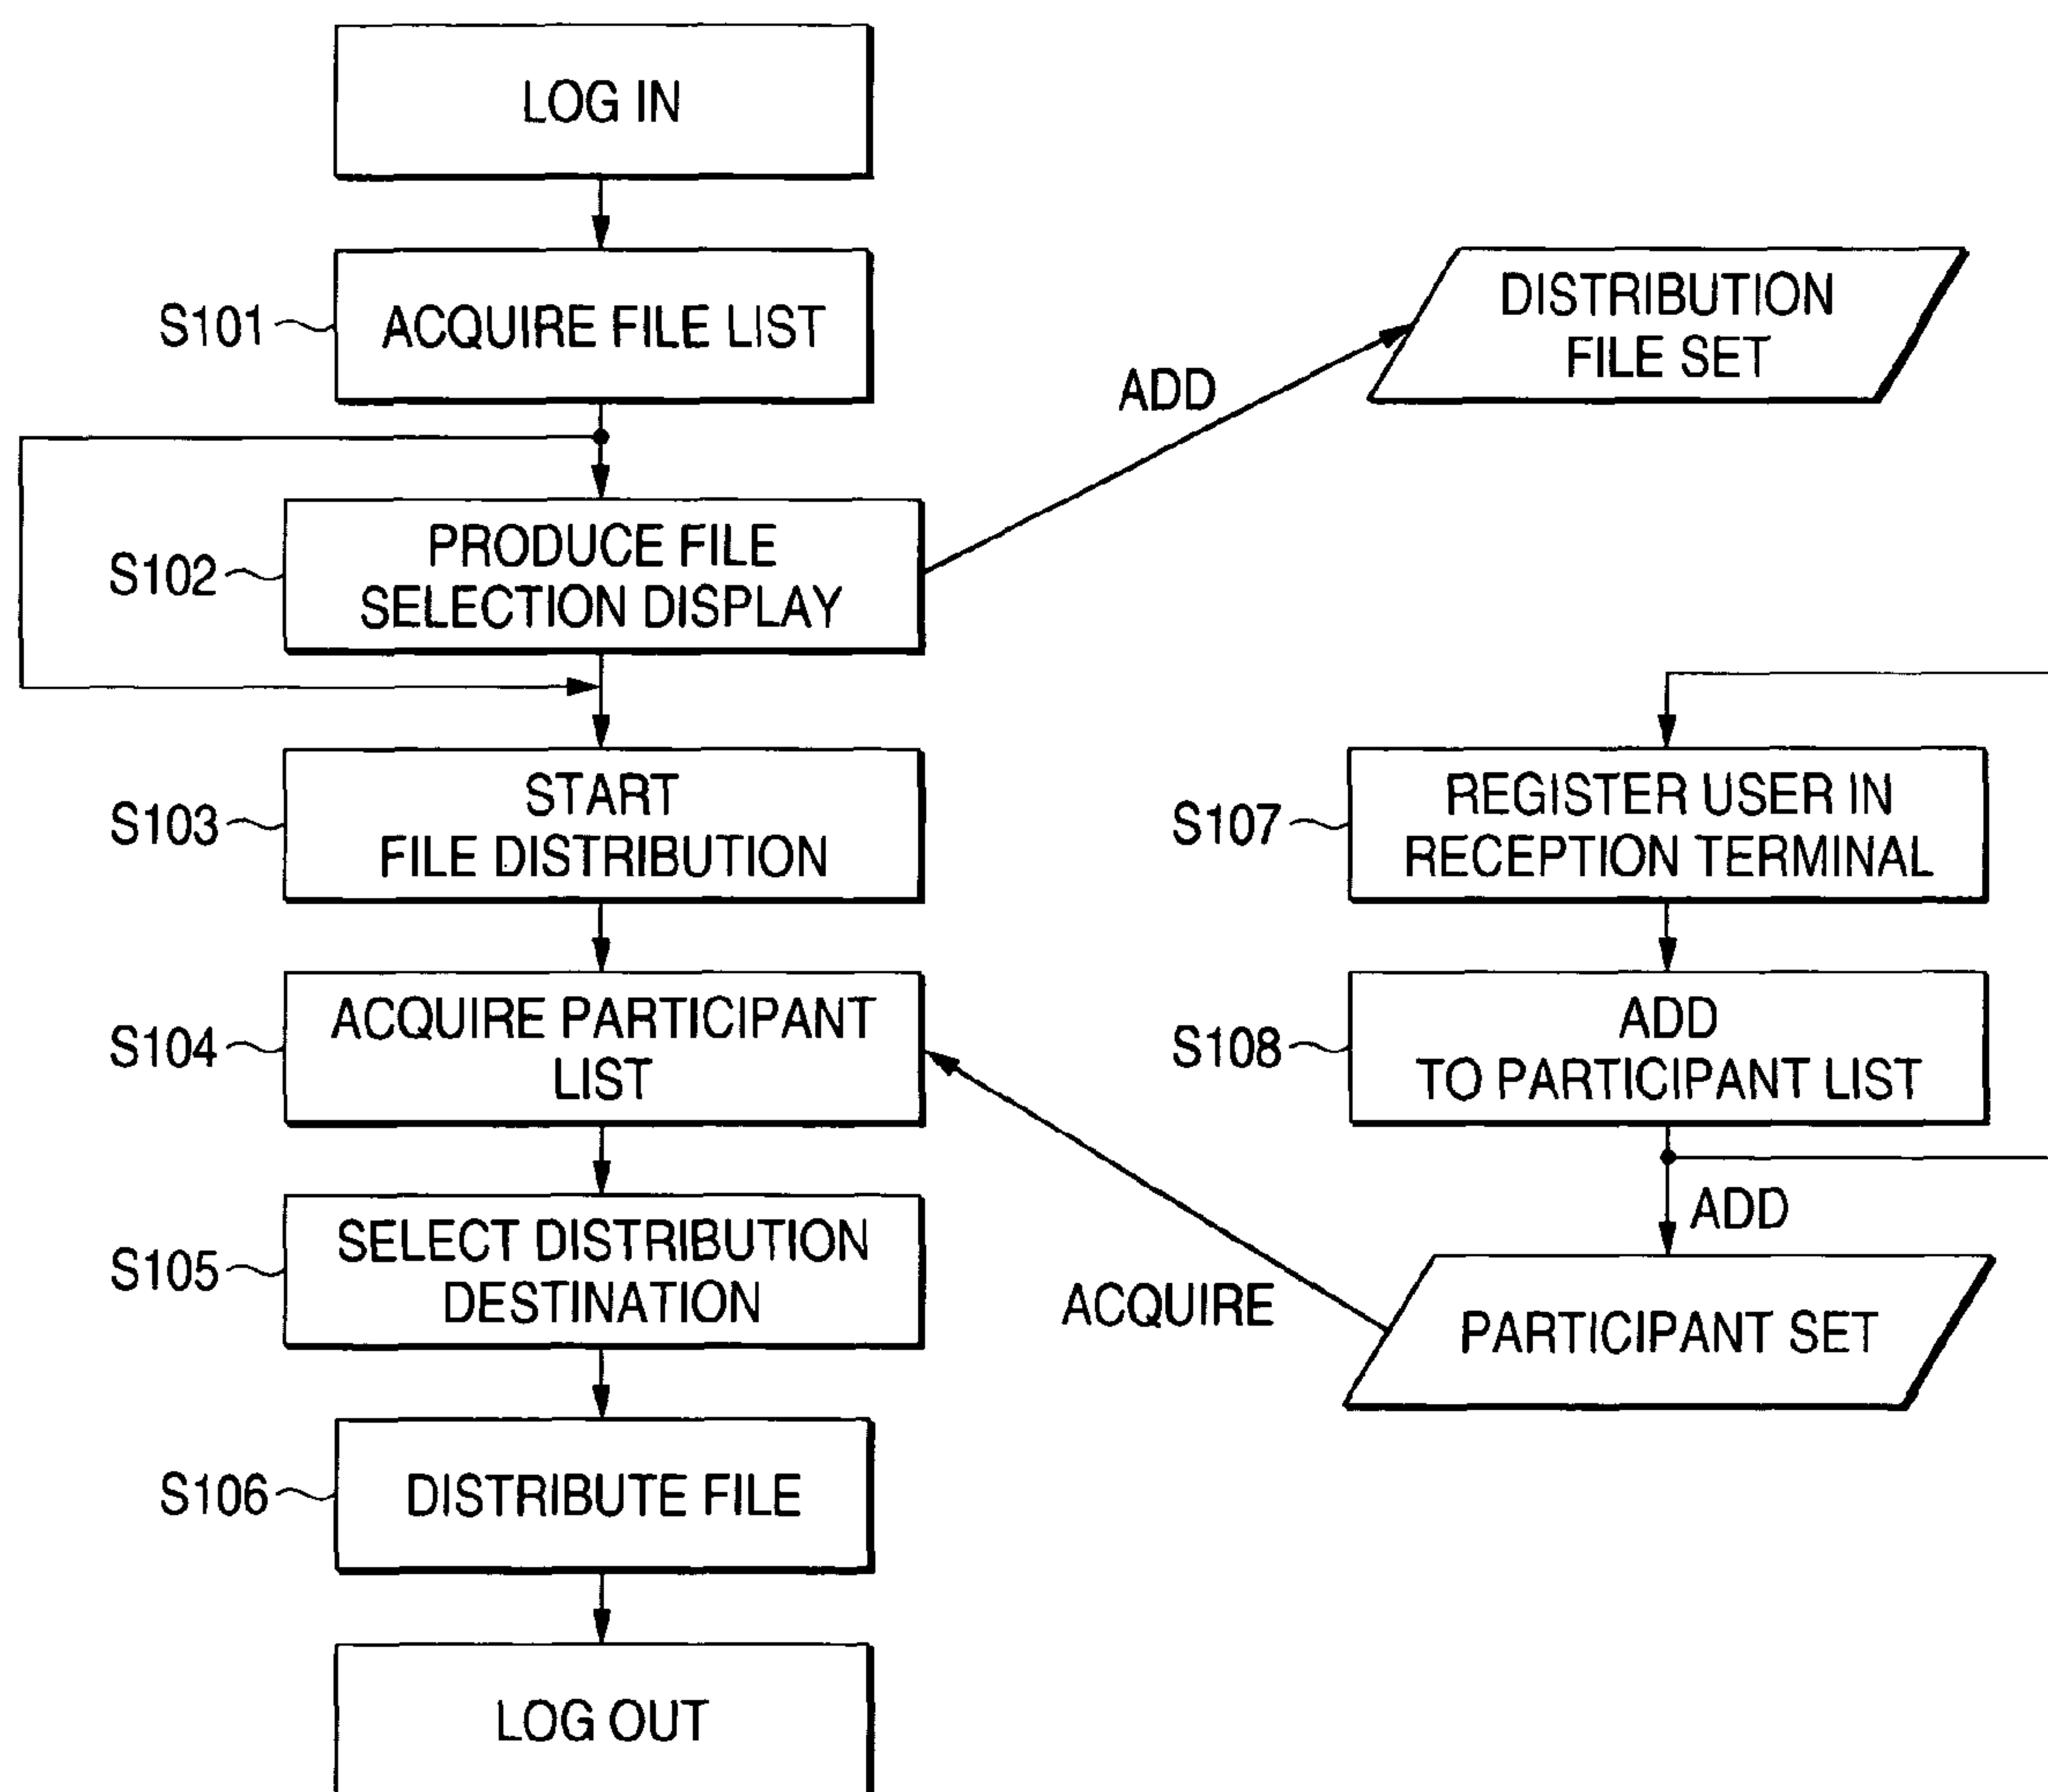 LOG IN
S101
ACQUIRE FILE LIST
ADD
DISTRIBUTION
FILE SET
S102
PRODUCE FILE
SELECTION DISPLAY
S103
START
FILE DISTRIBUTION
S104
ACQUIRE PARTICIPANT
LIST
S105
SELECT DISTRIBUTION
DESTINATION
S106
DISTRIBUTE FILE
LOG OUT
S107
REGISTER USER IN
RECEPTION TERMINAL
S108
ADD
TO PARTICIPANT LIST
ADD
ACQUIRE
PARTICIPANT SET